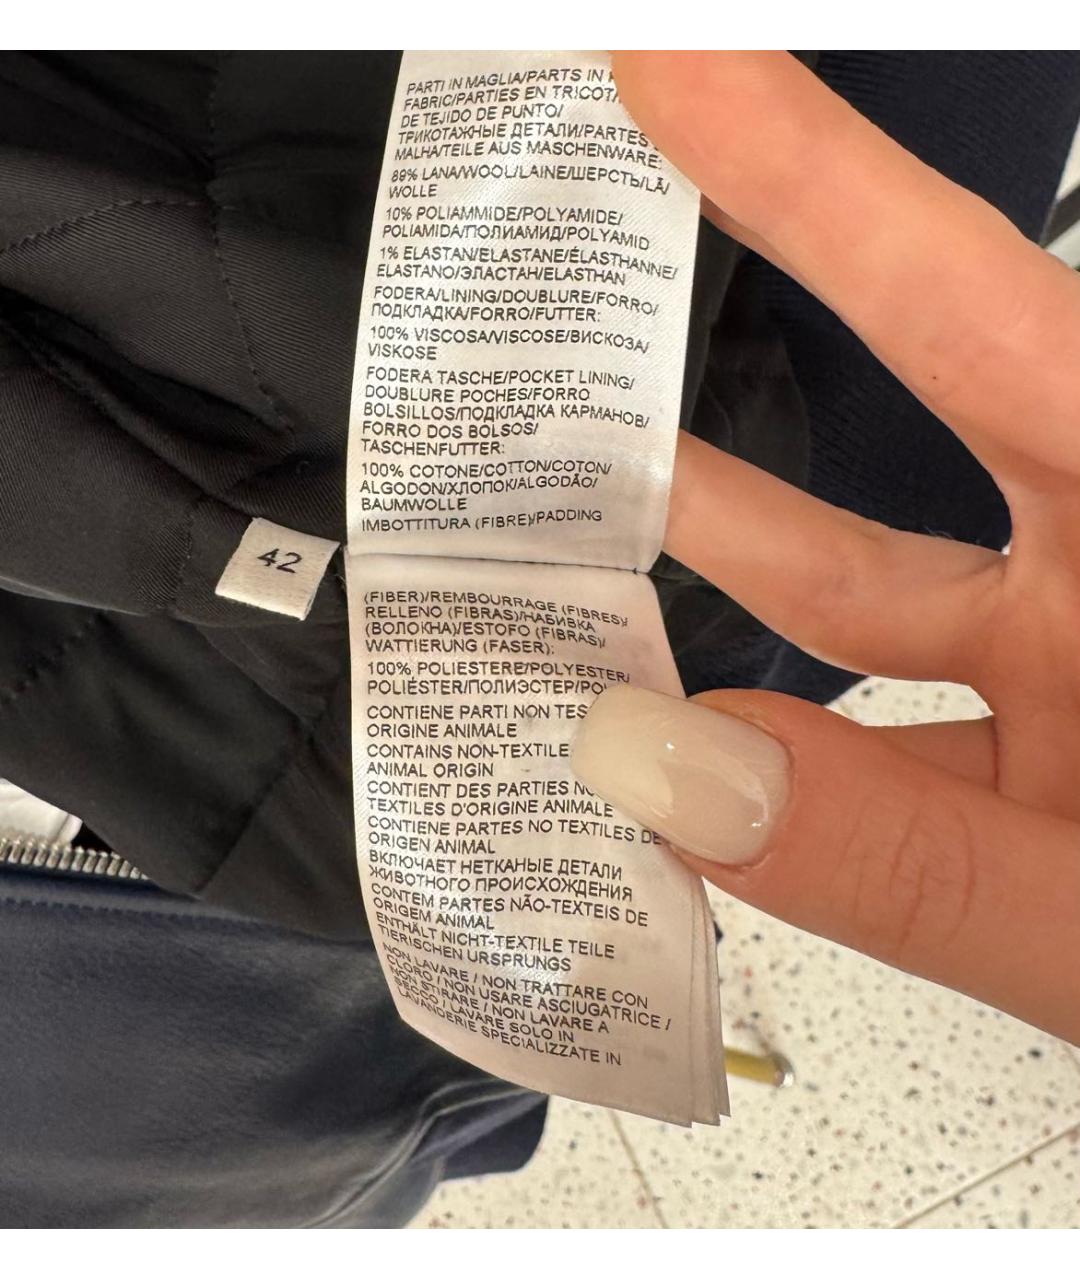 PARTI IN MAGLIA/PARTS IN
FABRIC/PARTIES EN TRICOT/
DE TEJIDO DE PUNTO/
ТРИКОТАЖНЫЕ ДЕТАЛИ/PARTES
MALHA/TEILE AUS MASCHENWARE:
89% LANA/WOOL/LAINE/ШЕРСТЬ/LÃ/
WOLLE
10% POLIAMMIDE/POLYAMIDE/
POLIAMIDA/ПОЛИАМИД/POLYAMID
1% ELASTAN/ELASTANE/ÉLASTHANNE/
ELASTANO/ЭЛАСТАН/ELASTHAN
FODERA/LINING/DOUBLURE/FORRO/
ПОДКЛАДКА/FORRO/FUTTER:
100% VISCOSA/VISCOSE/ВИСКОЗА/
VISKOSE
FODERA TASCHE/POCKET LINING/
DOUBLURE POCHES/FORRO
BOLSILLOS/ПОДКЛАДКА КАРМАНОВ/
FORRO DOS BOLSOS/
TASCHENFUTTER:
100% COTONE/COTTON/COTON/
ALGODON/ХЛОПОК/ALGODÃO/
BAUMWOLLE
IMBOTTITURA (FIBRE)/PADDING
42
(FIBER)/REMBOURRAGE (FIBRES)/
RELLENO (FIBRAS)/НАБИВКА
(ВОЛОКНА)/ESTOFO (FIBRAS)/
WATTIERUNG (FASER):
100% POLIESTERE/POLYESTER/
POLIÉSTER/ПОЛИЭСТЕР/
CONTIENE PARTI NON
ORIGINE ANIMALE
CONTAINS NON-TEXTILE
ANIMAL ORIGIN
CONTIENT DES PARTIES
TEXTILES D'ORIGINE ANIMALE
CONTIENE PARTES NO TEXTILES DE
ORIGEN ANIMAL
ВКЛЮЧАЕТ НЕТКАНЫЕ ДЕТАЛИ
ЖИВОТНОГО ПРОИСХОЖДЕНИЯ
CONTEM PARTES NÃO-TEXTEIS DE
ORIGEM ANIMAL
ENTHÄLT NICHT-TEXTILE TEILE
TIERISCHEN URSPRUNGS
NON LAVARE / NON TRATTARE CON
CLORO / NON USARE ASCIUGATRICE /
NON STIRARE / NON LAVARE A
SECCO / LAVARE SOLO IN
LAVANDERIE SPECIALIZZATE IN